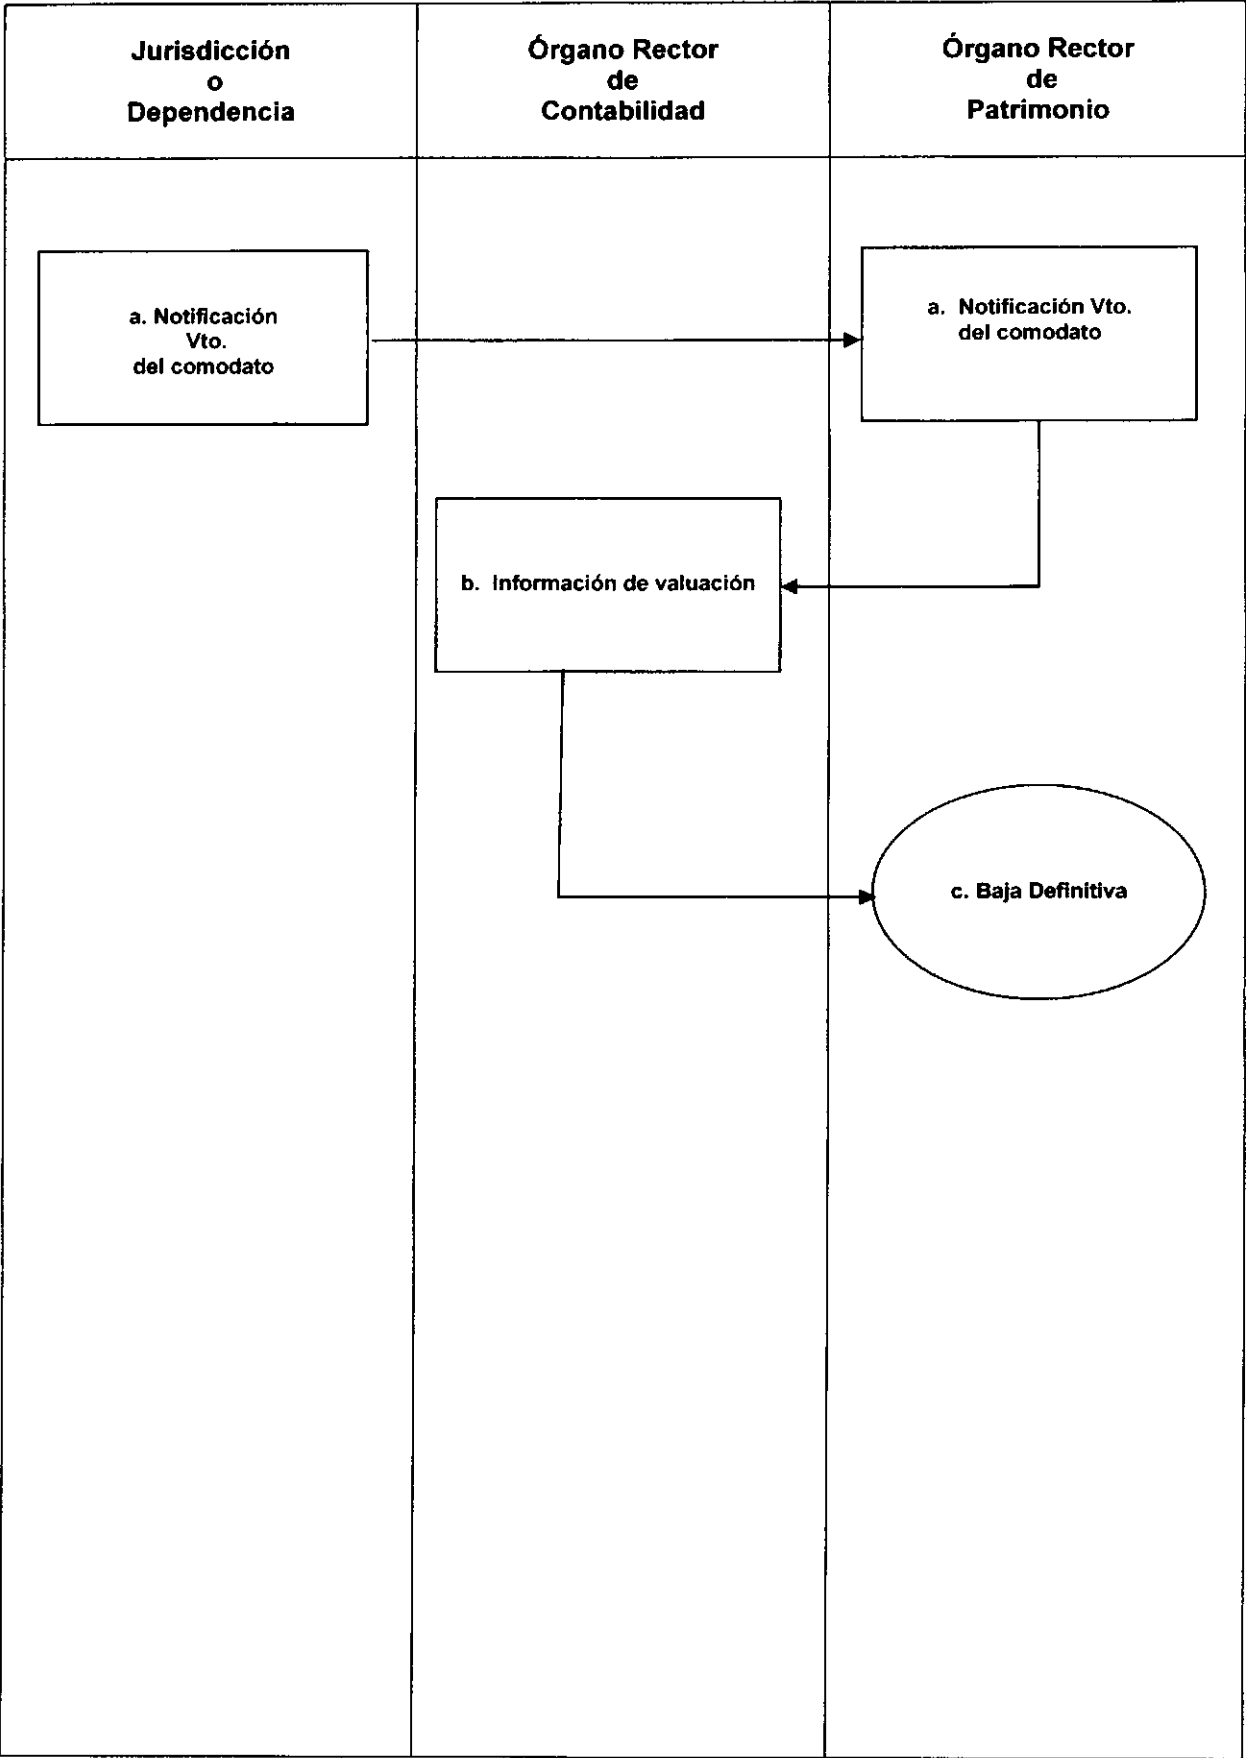 Jurisdicción
o
Dependencia
Órgano Rector
de
Contabilidad
Órgano Rector
de
Patrimonio
a. Notificación
Vto.
del comodato
a. Notificación Vto.
del comodato
b. Información de valuación
c. Baja Definitiva